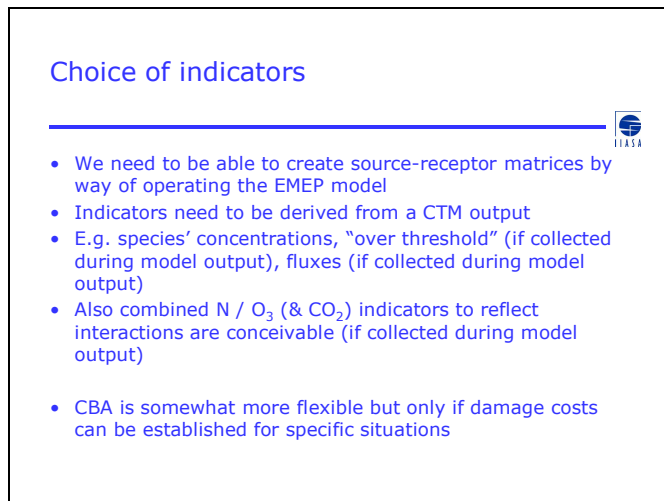 Choice of indicators
IIASA
• We need to be able to create source-receptor matrices by
way of operating the EMEP model
• Indicators need to be derived from a CTM output
• E.g. species’ concentrations, “over threshold” (if collected
during model output), fluxes (if collected during model
output)
• Also combined N / O₃ (& CO₂) indicators to reflect
interactions are conceivable (if collected during model
output)
• CBA is somewhat more flexible but only if damage costs
can be established for specific situations